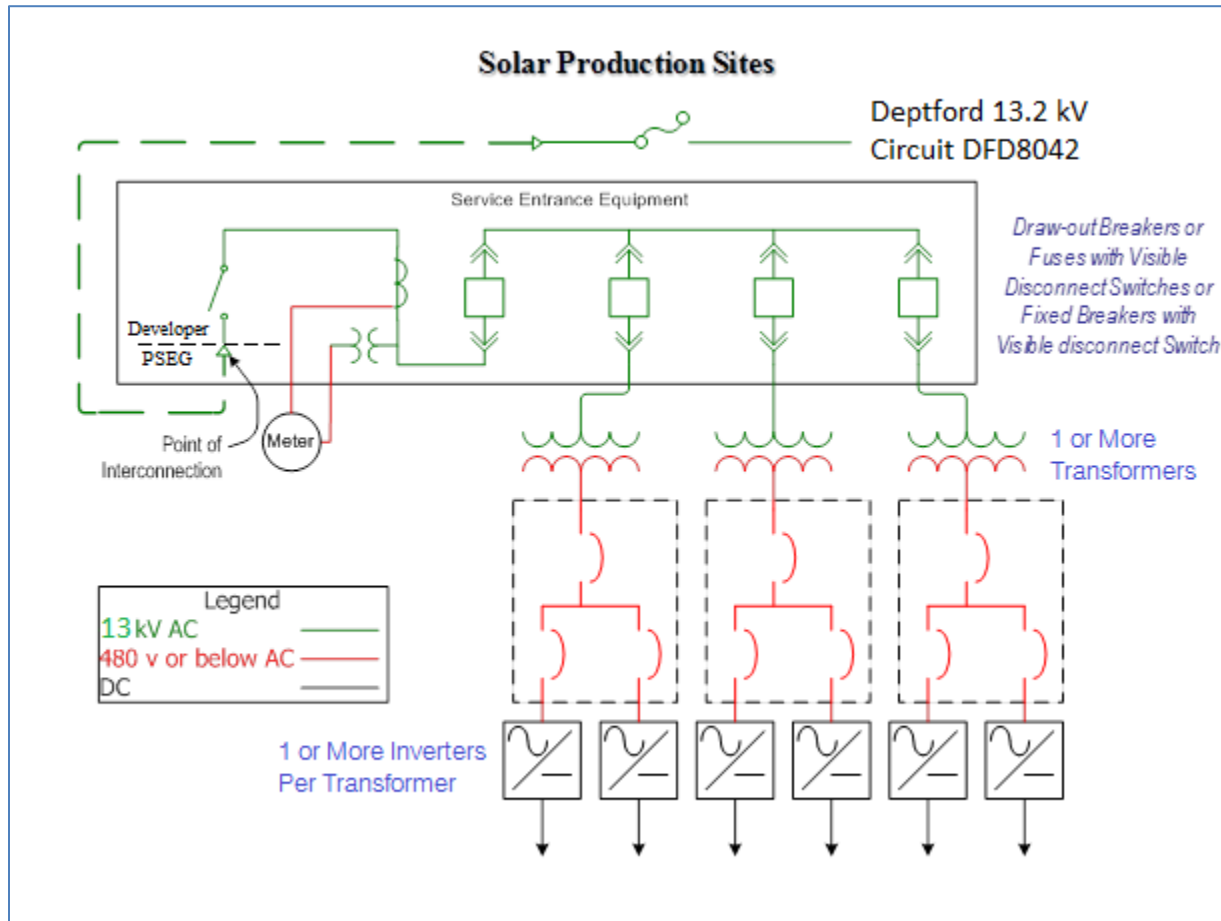 Solar Production Sites
Deptford 13.2 kV
Circuit DFD8042
Service Entrance Equipment
Draw-out Breakers or
Fuses with Visible
Disconnect Switches or
Fixed Breakers with
Visible disconnect Switch
Developer
PSEG
Point of
Interconnection
Meter
1 or More
Transformers
Legend
13 kV AC
480 v or below AC
DC
1 or More Inverters
Per Transformer